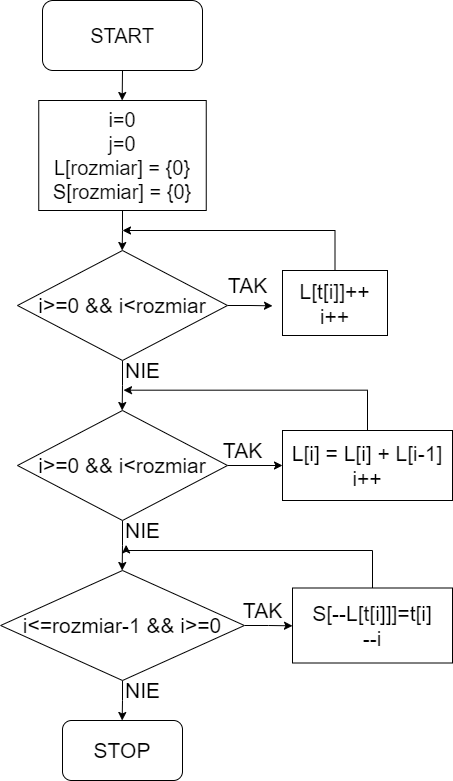 START
i=0
j=0
L[rozmiar] = {0}
S[rozmiar] = {0}
i>=0 && i<rozmiar
TAK
L[t[i]]++
i++
NIE
i>=0 && i<rozmiar
TAK
L[i] = L[i] + L[i-1]
i++
NIE
i<=rozmiar-1 && i>=0
TAK
S[--L[t[i]]]=t[i]
--i
NIE
STOP